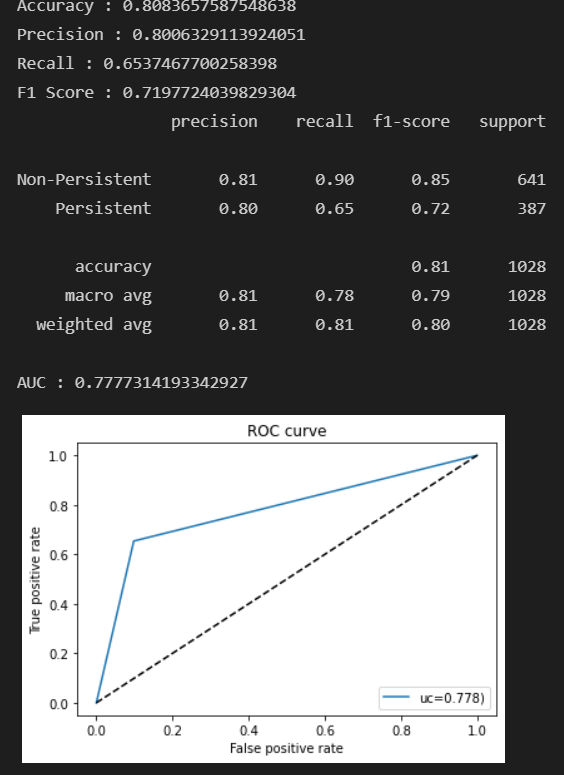 Accuracy : 0.8083657587548638
Precision : 0.8006329113924051
Recall : 0.6537467700258398
F1 Score : 0.7197724039829304
precision recall f1-score support
Non-Persistent 0.81 0.90 0.85 641
Persistent 0.80 0.65 0.72 387
accuracy 0.81 1028
macro avg 0.81 0.78 0.79 1028
weighted avg 0.81 0.81 0.80 1028
AUC : 0.7777314193342927
ROC curve
1.0
0.8
0.6
0.4
0.2
0.0
True positive rate
uc=0.778)
0.0 0.2 0.4 0.6 0.8 1.0
False positive rate